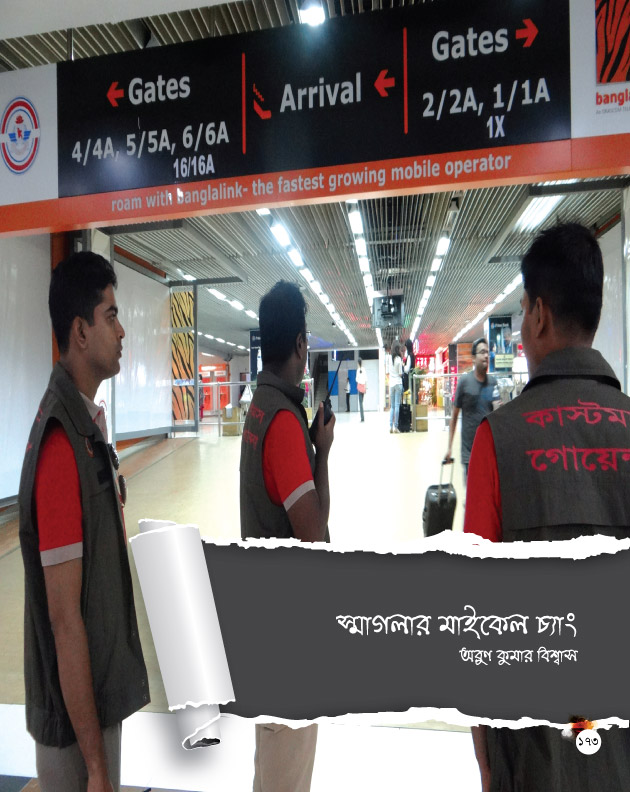 Gates
4/4A, 5/5A, 6/6A
16/16A
Arrival
Gates
2/2A, 1/1A
1X
roam with banglalink- the fastest growing mobile operator
কাস্টম
গোয়েন
স্মাগলার মাইকেল চ্যাং
অরুণ কুমার বিশ্বাস
১৭৩